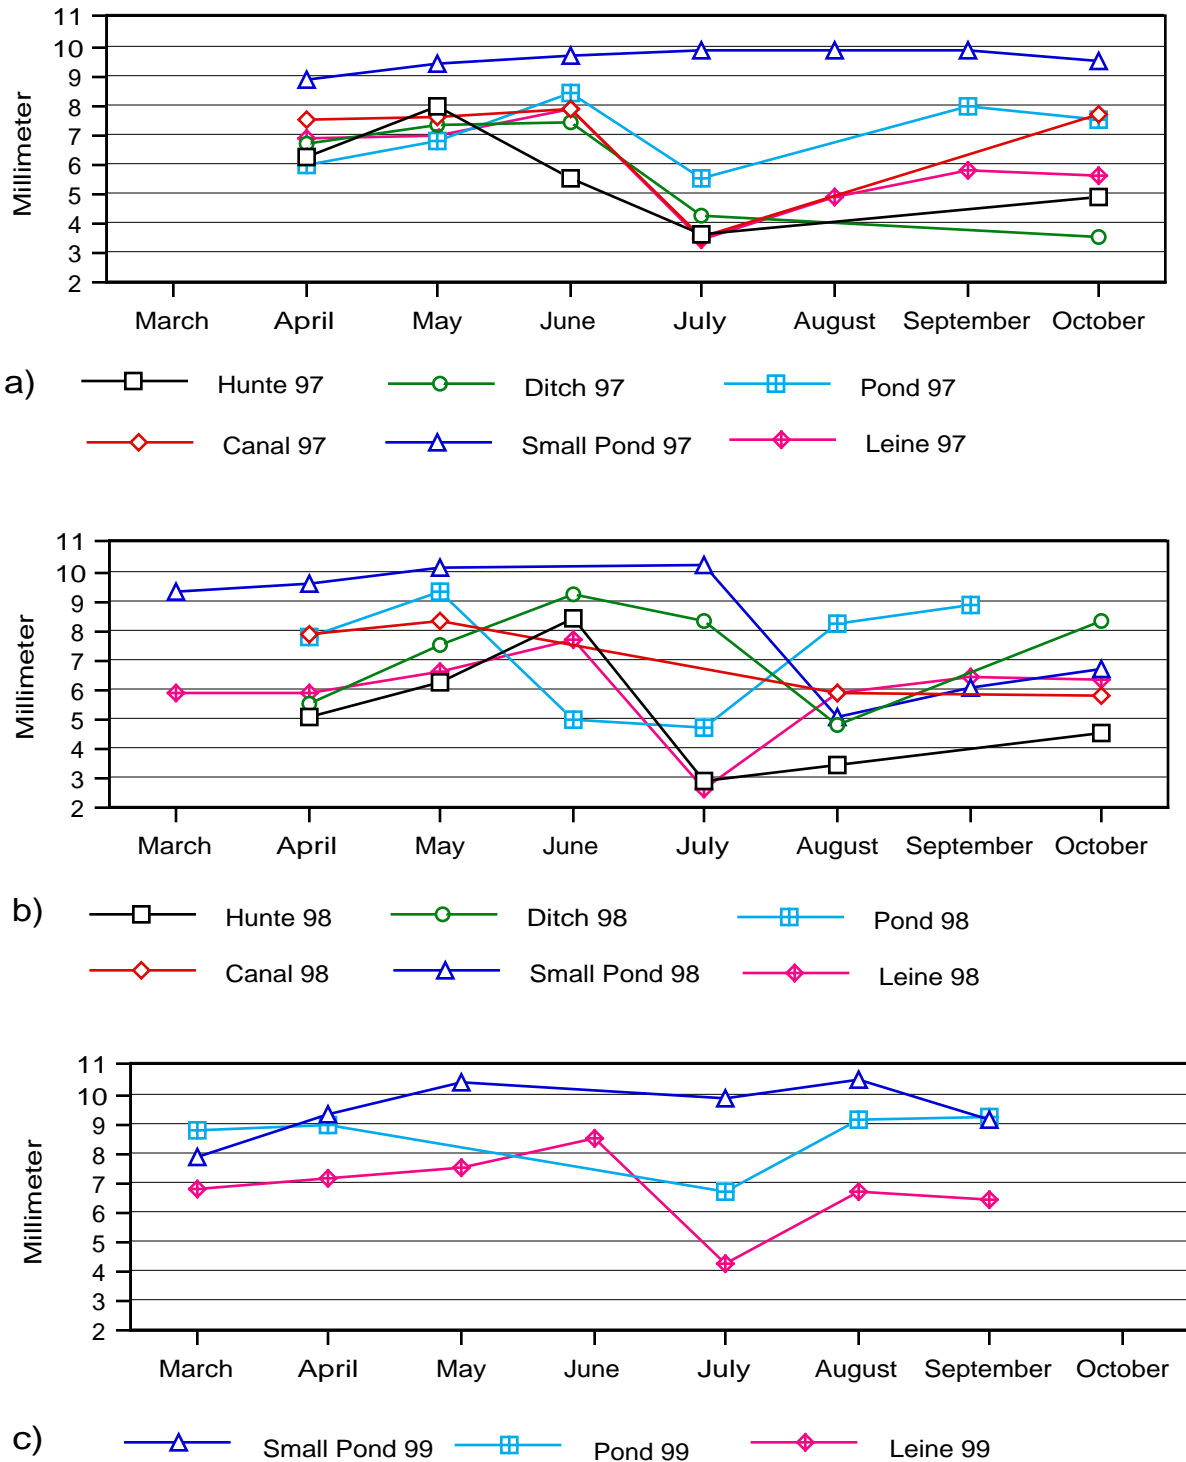 11
10
9
8
7
6
5
4
3
2
Millimeter
March April May June July August September October
a)
Hunte 97 Ditch 97 Pond 97
Canal 97 Small Pond 97 Leine 97
11
10
9
8
7
6
5
4
3
2
Millimeter
March April May June July August September October
b)
Hunte 98 Ditch 98 Pond 98
Canal 98 Small Pond 98 Leine 98
11
10
9
8
7
6
5
4
3
2
Millimeter
March April May June July August September October
c)
Small Pond 99 Pond 99 Leine 99